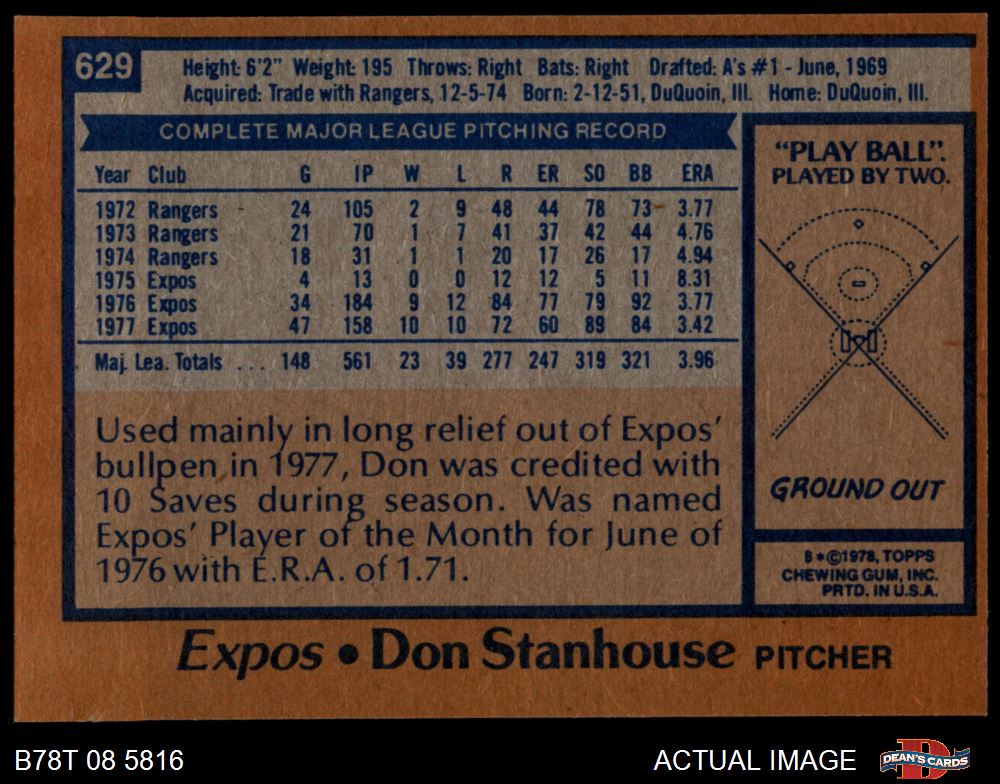 629
Height: 6'2" Weight: 195 Throws: Right Bats: Right Drafted: A's #1 - June, 1969
Acquired: Trade with Rangers, 12-5-74 Born: 2-12-51, DuQuoin, Ill. Home: DuQuoin, Ill.
COMPLETE MAJOR LEAGUE PITCHING RECORD
Year Club G IP W L R ER SO BB ERA
1972 Rangers 24 105 2 9 48 44 78 73 3.77
1973 Rangers 21 70 1 7 41 37 42 44 4.76
1974 Rangers 18 31 1 1 20 17 26 17 4.94
1975 Expos 4 13 0 0 12 12 5 11 8.31
1976 Expos 34 184 9 12 84 77 79 92 3.77
1977 Expos 47 158 10 10 72 60 89 84 3.42
Maj. Lea. Totals ... 148 561 23 39 277 247 319 321 3.96
Used mainly in long relief out of Expos'
bullpen in 1977, Don was credited with
10 Saves during season. Was named
Expos' Player of the Month for June of
1976 with E.R.A. of 1.71.
"PLAY BALL".
PLAYED BY TWO.
GROUND OUT
B*©1978, TOPPS
CHEWING GUM, INC.
PRTD. IN U.S.A.
Expos • Don Stanhouse PITCHER
B78T 08 5816 ACTUAL IMAGE
DEAN'S CARDS